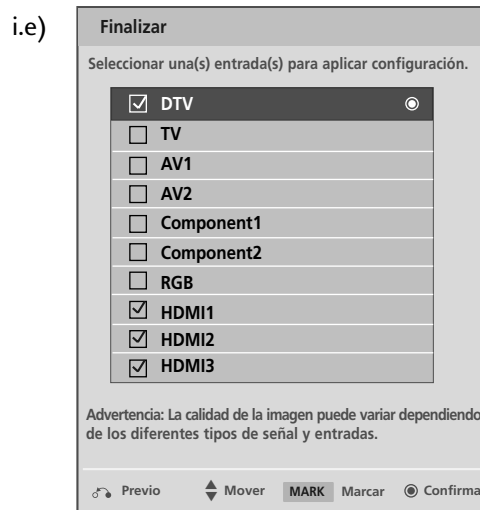 i.e)
Finalizar
Seleccionar una(s) entrada(s) para aplicar configuración.
DTV
TV
AV1
AV2
Component1
Component2
RGB
HDMI1
HDMI2
HDMI3
Advertencia: La calidad de la imagen puede variar dependiendo
de los diferentes tipos de señal y entradas.
Previo Mover MARK Marcar Confirma